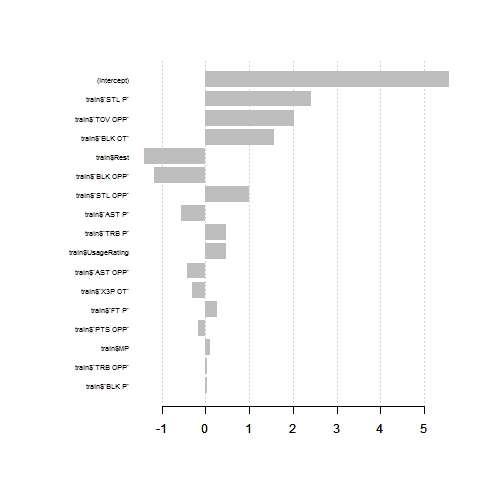 (Intercept)
train$`STL P`
train$`TOV OPP`
train$`BLK OT`
train$Rest
train$`BLK OPP`
train$`STL OPP`
train$`AST P`
train$`TRB P`
train$UsageRating
train$`AST OPP`
train$`X3P OT`
train$`FT P`
train$`PTS OPP`
train$MP
train$`TRB OPP`
train$`BLK P`
-1 0 1 2 3 4 5